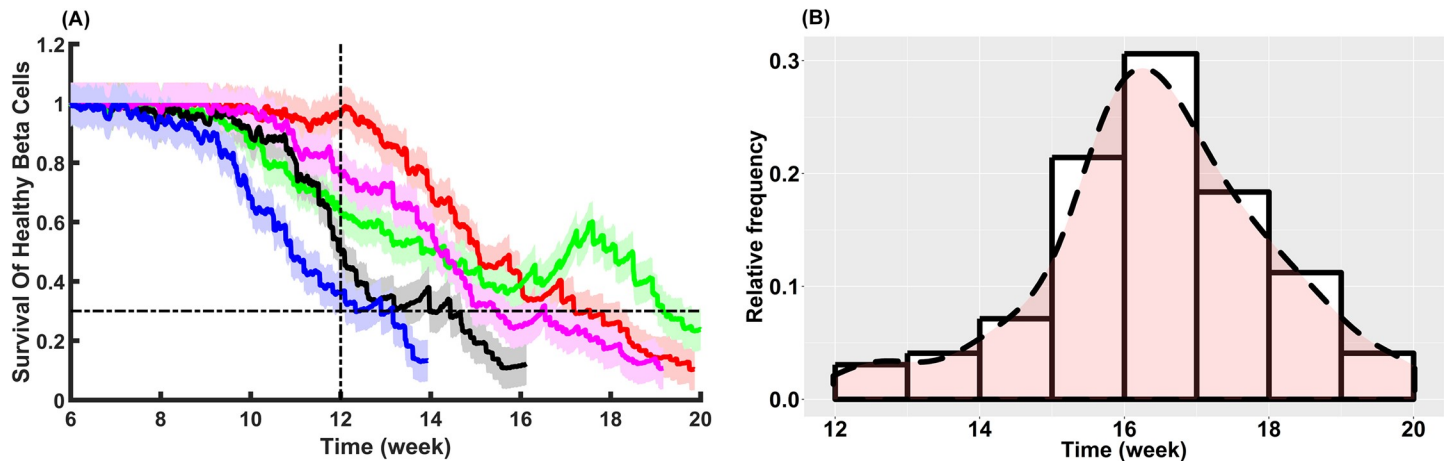 (A)
Survival Of Healthy Beta Cells
1.2
1
0.8
0.6
0.4
0.2
0
6 8 10 12 14 16 18 20
Time (week)
(B)
Relative frequency
0.3
0.2
0.1
0.0
12 14 16 18 20
Time (week)